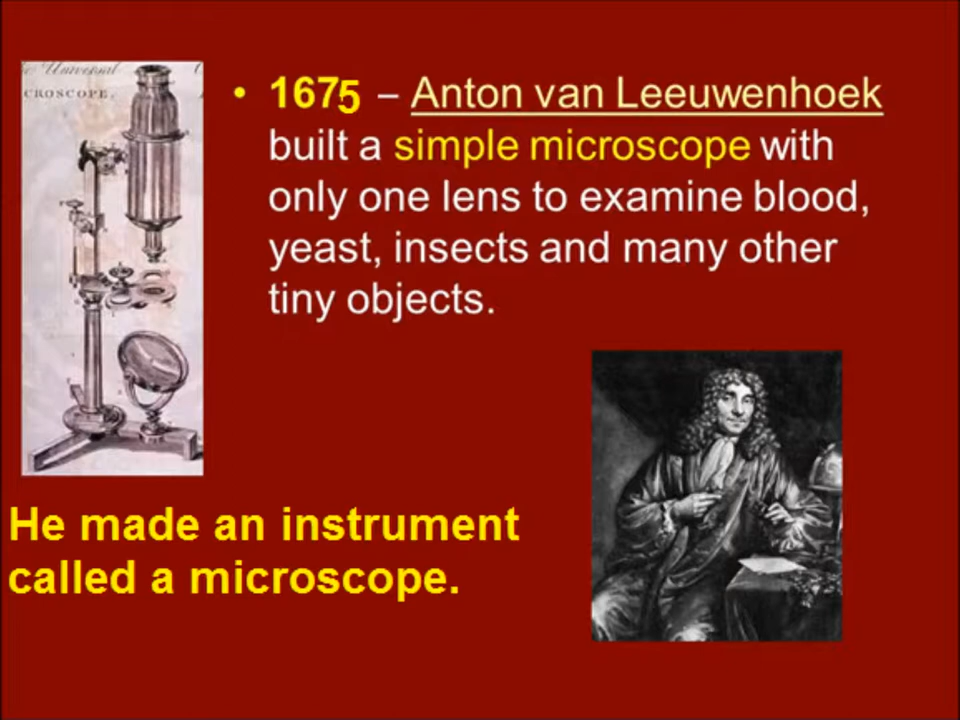 e Universal
CROSCOPE.
• 1675 – Anton van Leeuwenhoek
built a simple microscope with
only one lens to examine blood,
yeast, insects and many other
tiny objects.
He made an instrument
called a microscope.